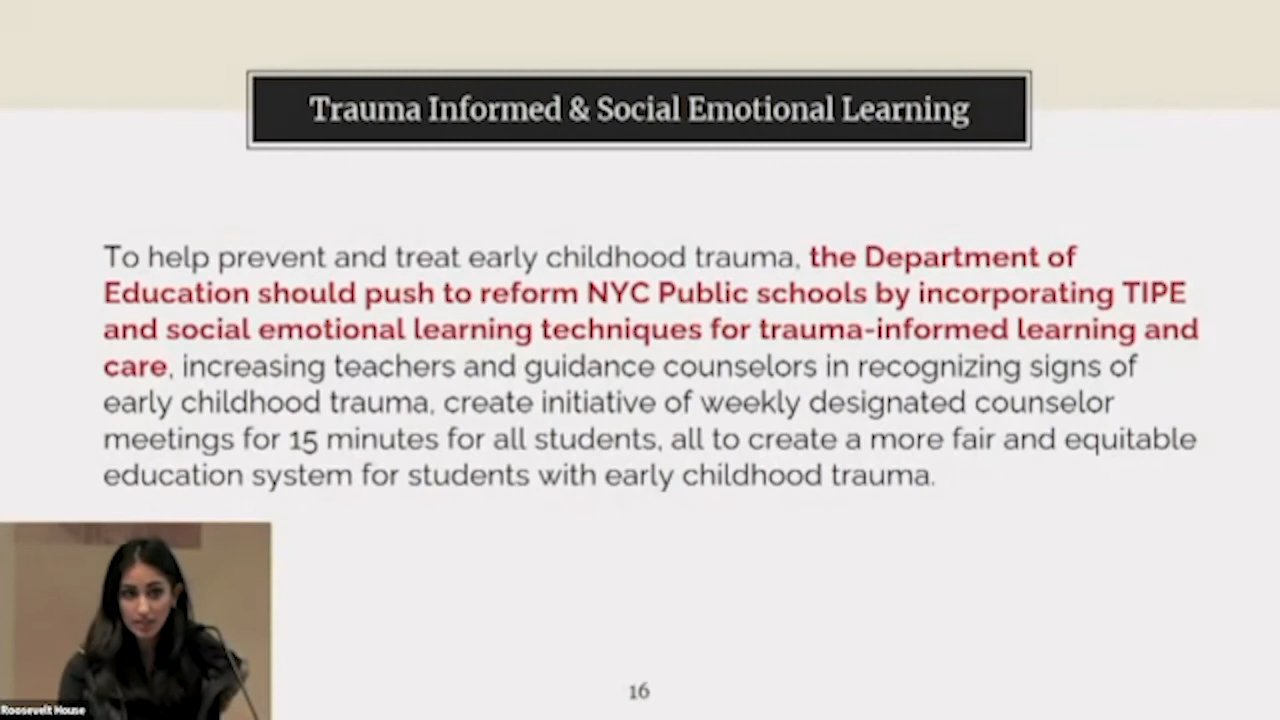 Trauma Informed & Social Emotional Learning
To help prevent and treat early childhood trauma, the Department of
Education should push to reform NYC Public schools by incorporating TIPE
and social emotional learning techniques for trauma-informed learning and
care, increasing teachers and guidance counselors in recognizing signs of
early childhood trauma, create initiative of weekly designated counselor
meetings for 15 minutes for all students, all to create a more fair and equitable
education system for students with early childhood trauma.
Roosevelt House
16